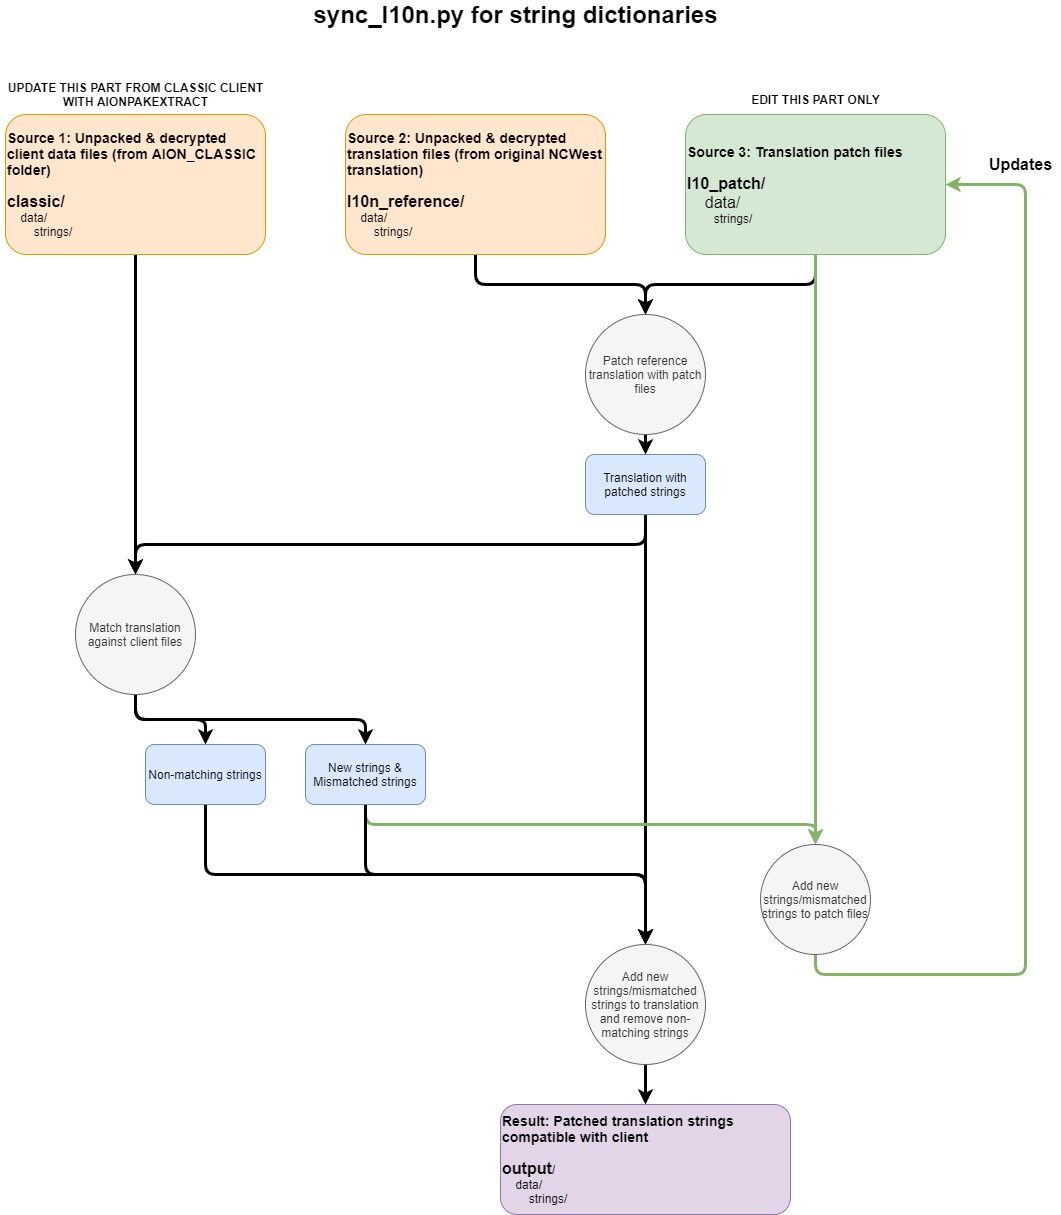 sync_l10n.py for string dictionaries
UPDATE THIS PART FROM CLASSIC CLIENT
WITH AIONPAKEXTRACT
Source 1: Unpacked & decrypted
client data files (from AION_CLASSIC
folder)
classic/
data/
strings/
Source 2: Unpacked & decrypted
translation files (from original NCWest
translation)
l10n_reference/
data/
strings/
EDIT THIS PART ONLY
Source 3: Translation patch files
l10_patch/
data/
strings/
Updates
Patch reference
translation with patch
files
Translation with
patched strings
Match translation
against client files
Non-matching strings
New strings &
Mismatched strings
Add new
strings/mismatched
strings to patch files
Add new
strings/mismatched
strings to translation
and remove non-
matching strings
Result: Patched translation strings
compatible with client
output/
data/
strings/